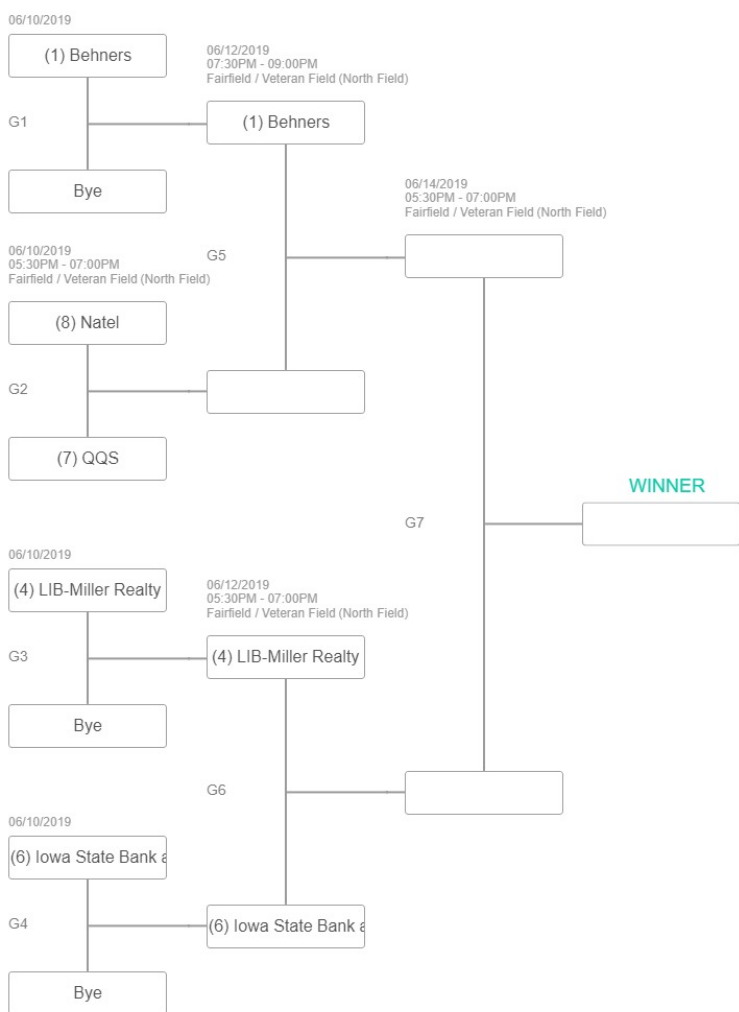 06/10/2019
(1) Behners
G1
Bye
06/12/2019
07:30PM - 09:00PM
Fairfield / Veteran Field (North Field)
(1) Behners
06/10/2019
05:30PM - 07:00PM
Fairfield / Veteran Field (North Field)
(8) Natel
G2
(7) QQS
G5
06/14/2019
05:30PM - 07:00PM
Fairfield / Veteran Field (North Field)
WINNER
G7
06/10/2019
(4) LIB-Miller Realty
G3
Bye
06/12/2019
05:30PM - 07:00PM
Fairfield / Veteran Field (North Field)
(4) LIB-Miller Realty
G6
06/10/2019
(6) Iowa State Bank a
G4
(6) Iowa State Bank a
Bye